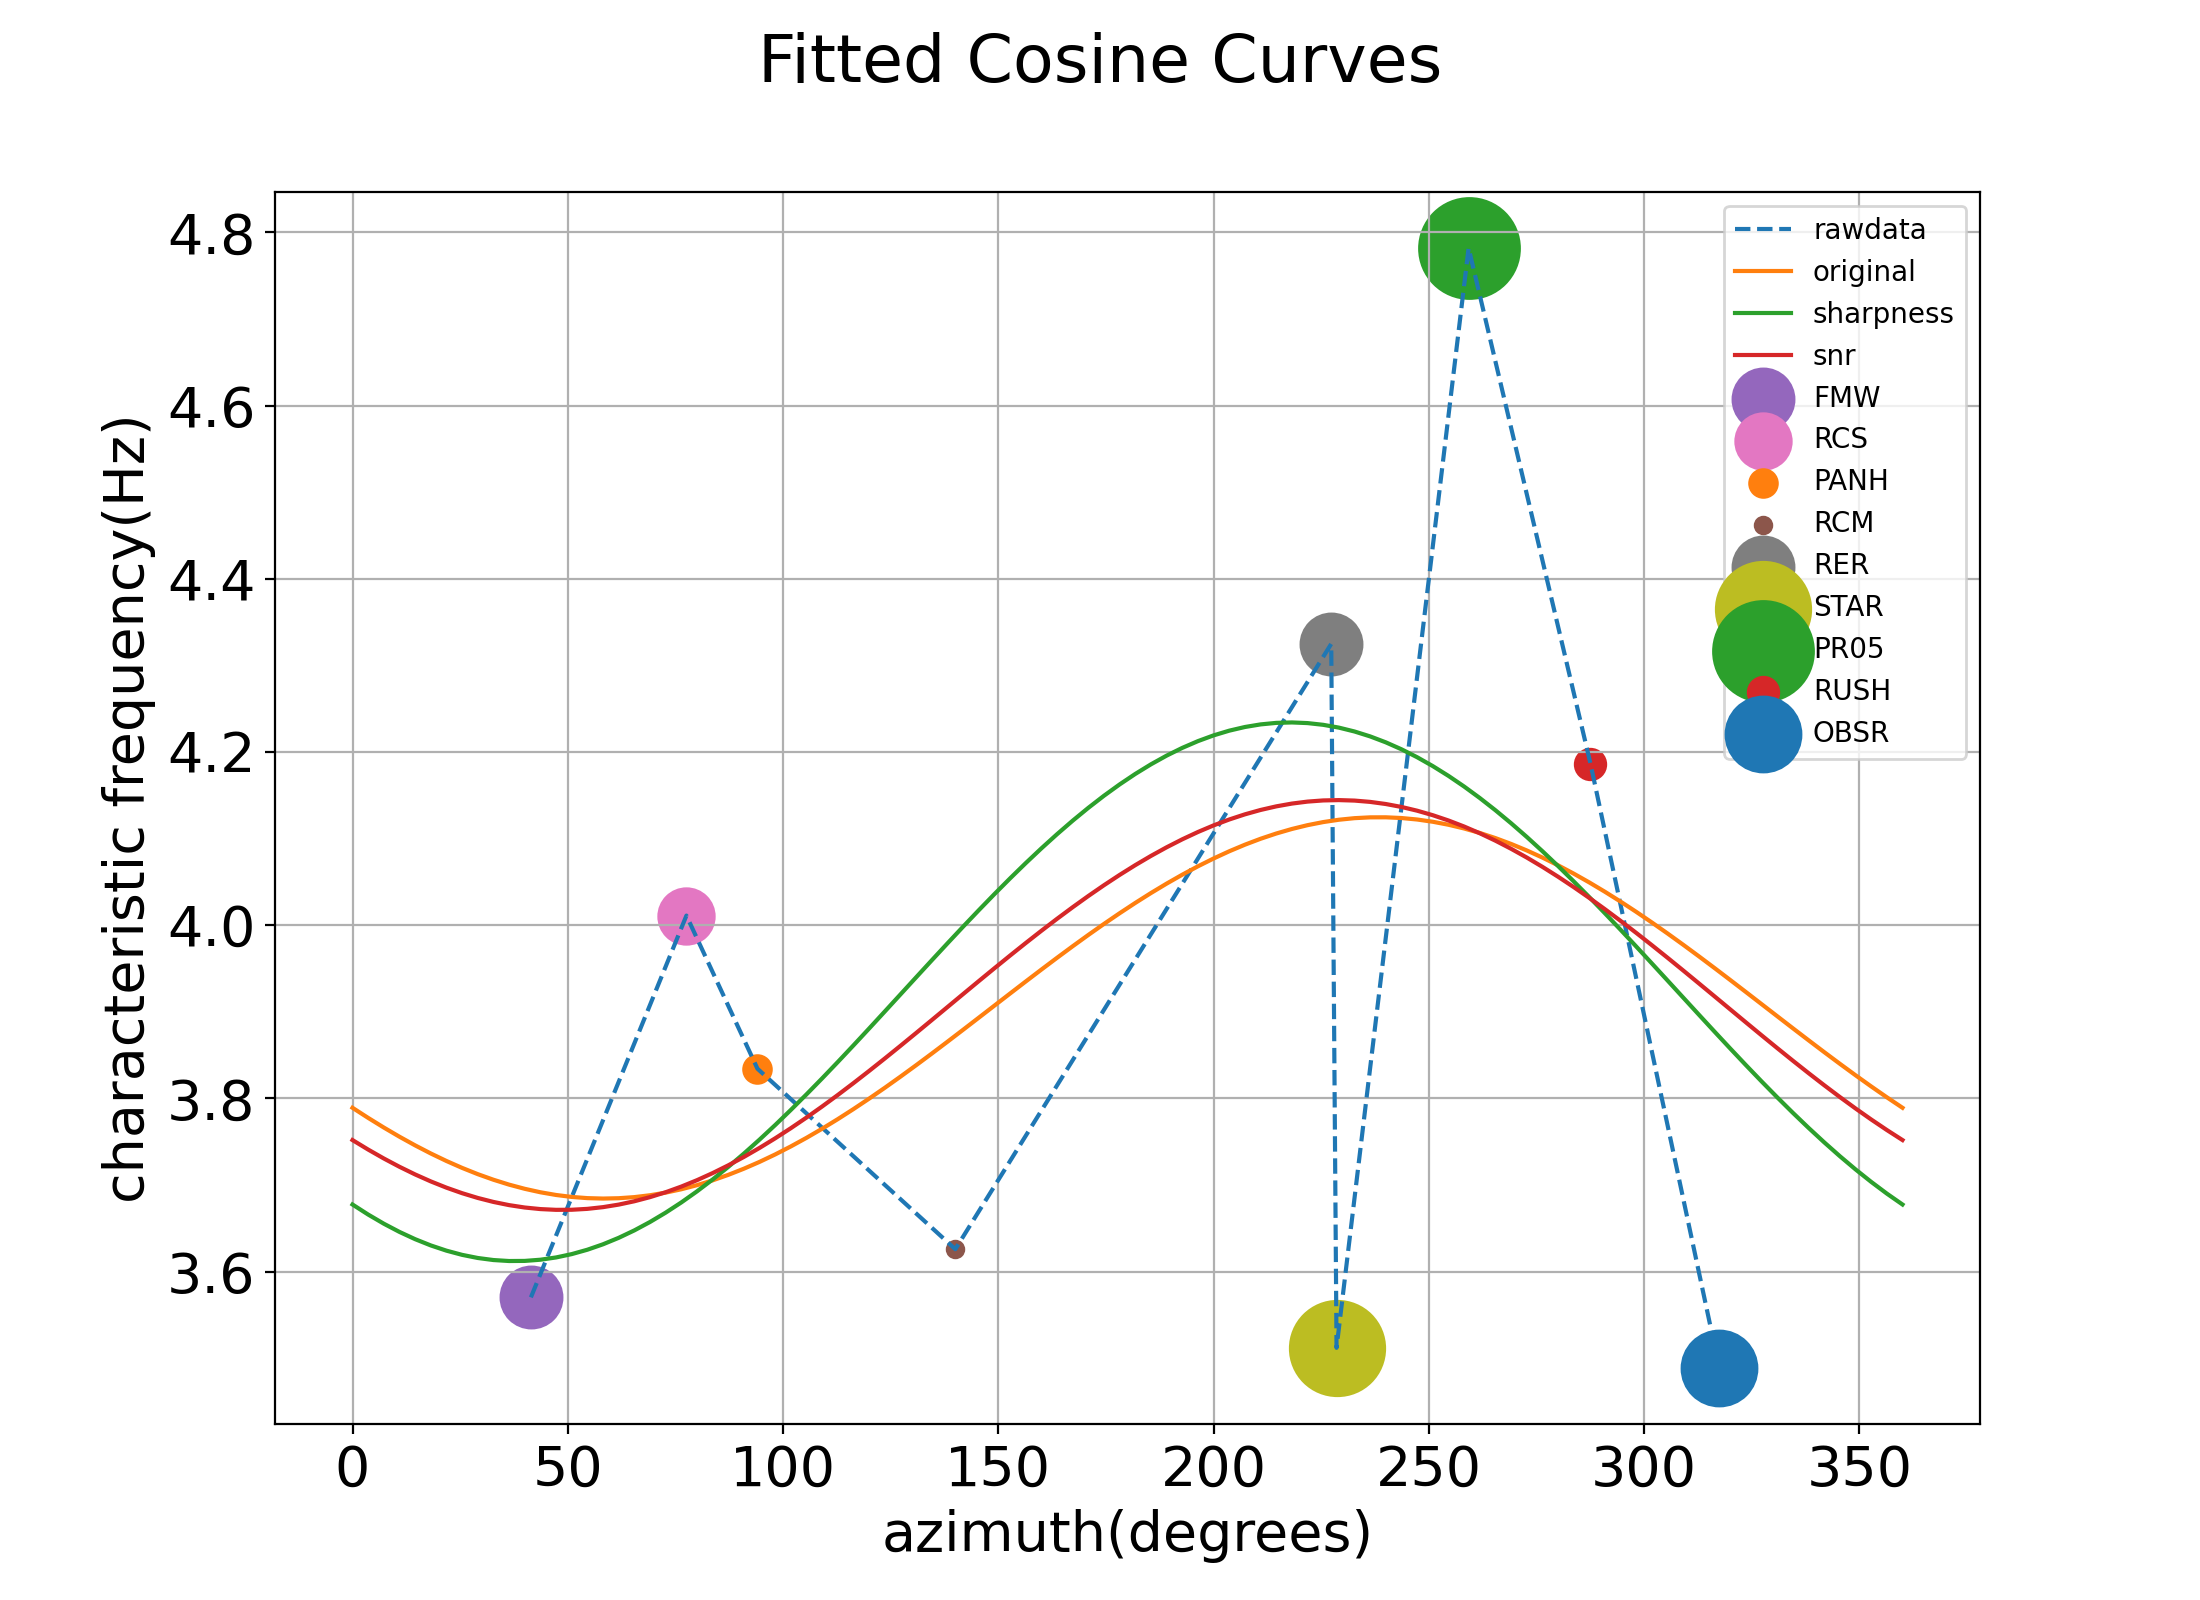 Fitted Cosine Curves
4.8
4.6
4.4
4.2
4.0
3.8
3.6
characteristic frequency(Hz)
rawdata
original
sharpness
snr
FMW
RCS
PANH
RCM
RER
STAR
PR05
RUSH
OBSR
0 50 100 150 200 250 300 350
azimuth(degrees)